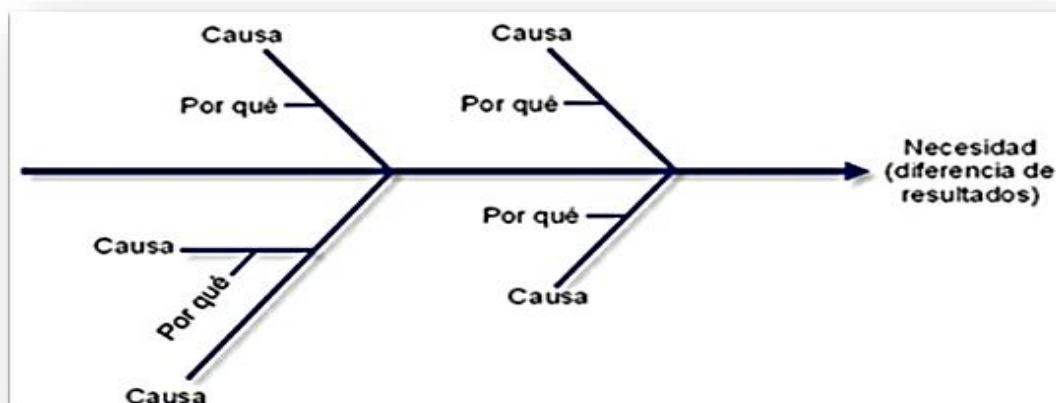 Causa
Causa
Por qué
Por qué
Necesidad
(diferencia de
resultados)
Por qué
Causa
Por qué
Causa
Causa